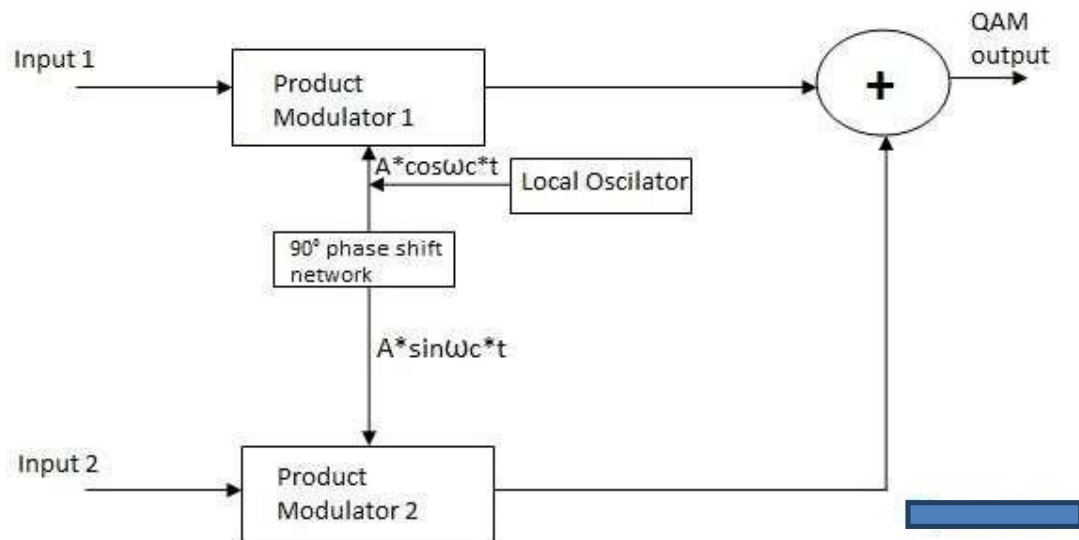 Input 1
Product
Modulator 1
+
QAM
output
A*cosωc*t
Local Oscilator
90° phase shift
network
A*sinωc*t
Input 2
Product
Modulator 2